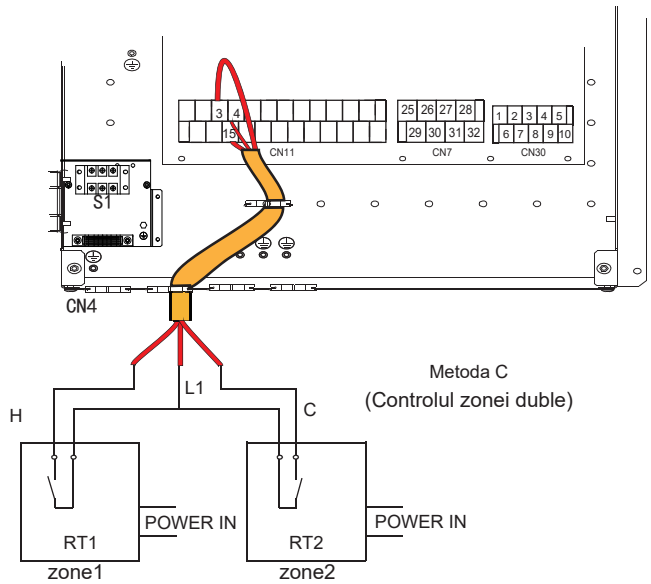 25 26 27 28
1 2 3 4 5
3 4
15
29 30 31 32
6 7 8 9 10
CN11
CN7
CN30
S1
CN4
Metoda C
(Controlul zonei duble)
L1
H
C
POWER IN
POWER IN
RT1
RT2
zone1
zone2